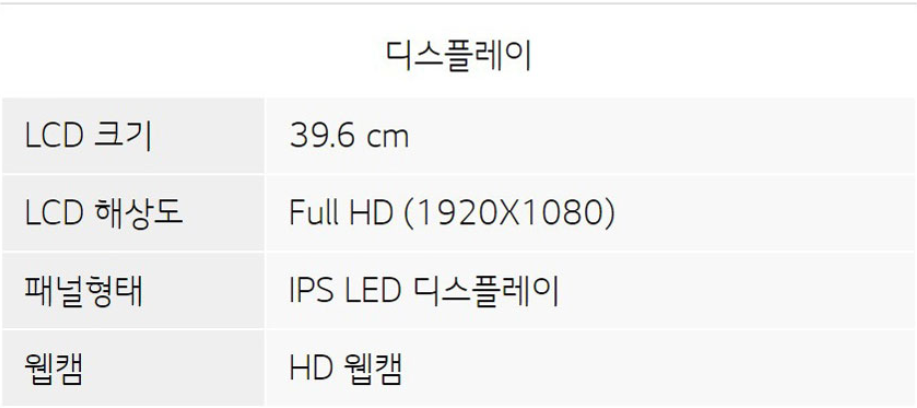 디스플레이
LCD 크기 39.6 cm
LCD 해상도 Full HD (1920X1080)
패널형태 IPS LED 디스플레이
웹캠 HD 웹캠